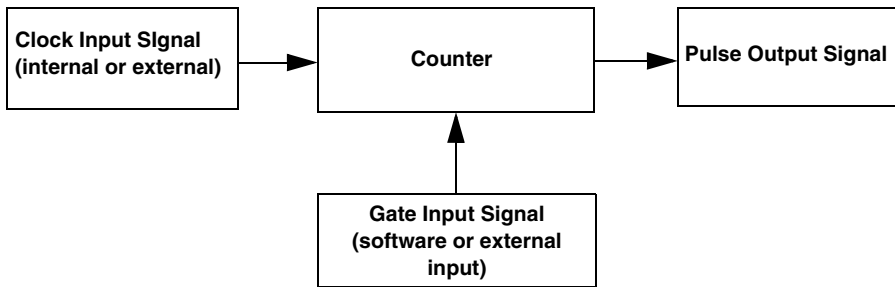 Clock Input SIgnal
(internal or external)
Counter
Pulse Output Signal
Gate Input Signal
(software or external
input)